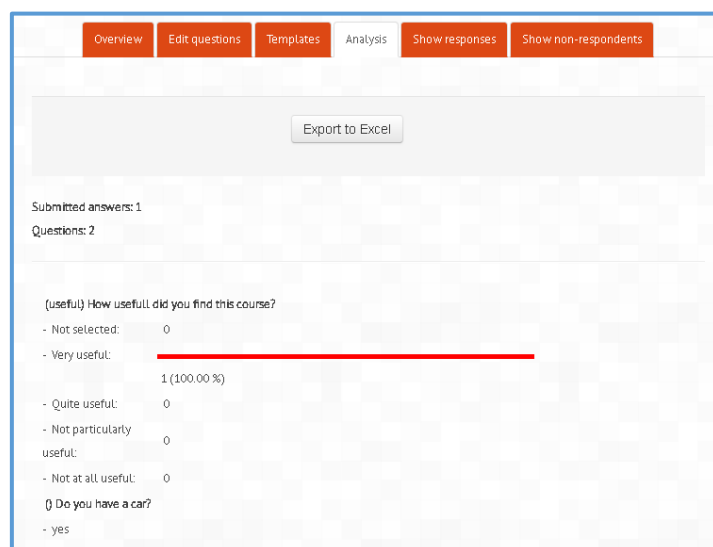 Overview Edit questions Templates Analysis Show responses Show non-respondents
Export to Excel
Submitted answers: 1
Questions: 2
(useful) How usefull did you find this course?
- Not selected: 0
- Very useful:
1 (100.00 %)
- Quite useful: 0
- Not particularly
useful: 0
- Not at all useful: 0
() Do you have a car?
- yes